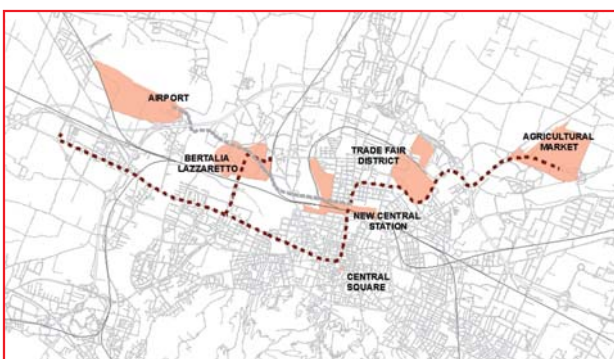 AIRPORT
BERTALIA
LAZZARETTO
TRADE FAIR
DISTRICT
AGRICULTURAL
MARKET
NEW CENTRAL
STATION
CENTRAL
SQUARE